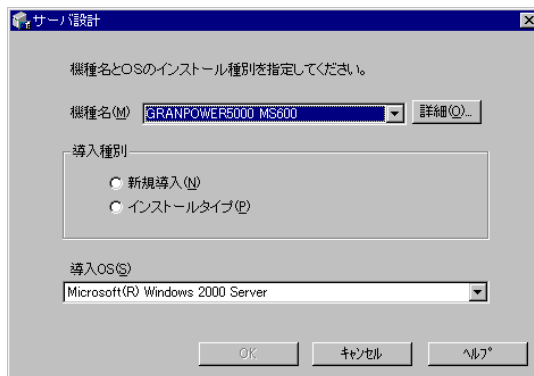 サーバ設計
機種名とOSのインストール種別を指定してください。
機種名(M) GRANPOWER5000 MS600 詳細(O)...
導入種別
新規導入(N)
インストールタイプ(P)
導入OS(S)
Microsoft(R) Windows 2000 Server
OK キャンセル ヘルプ